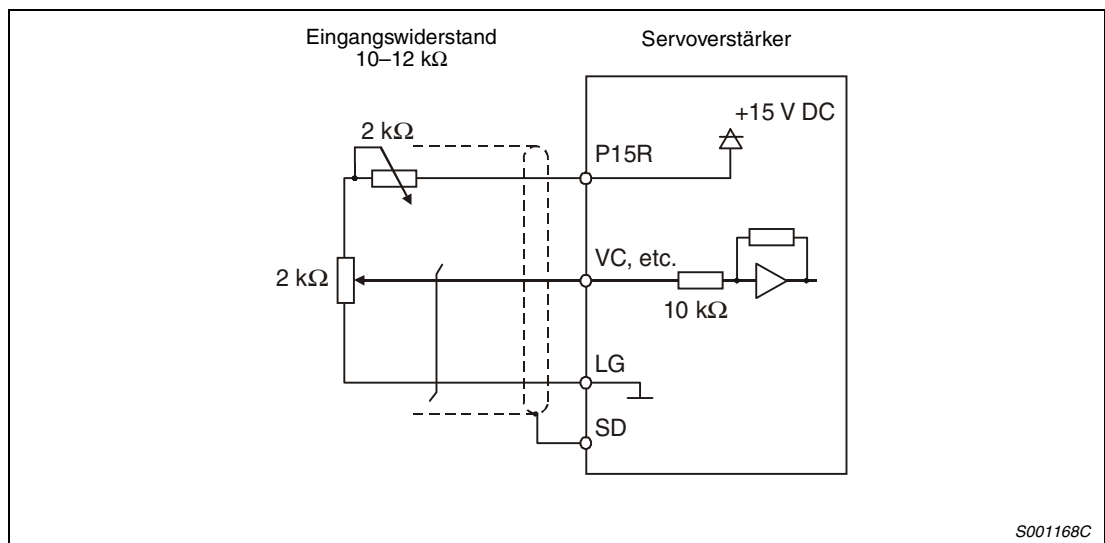 Eingangswiderstand
10–12 kΩ
Servoverstärker
+15 V DC
2 kΩ
P15R
VC, etc.
2 kΩ
10 kΩ
LG
SD
S001168C